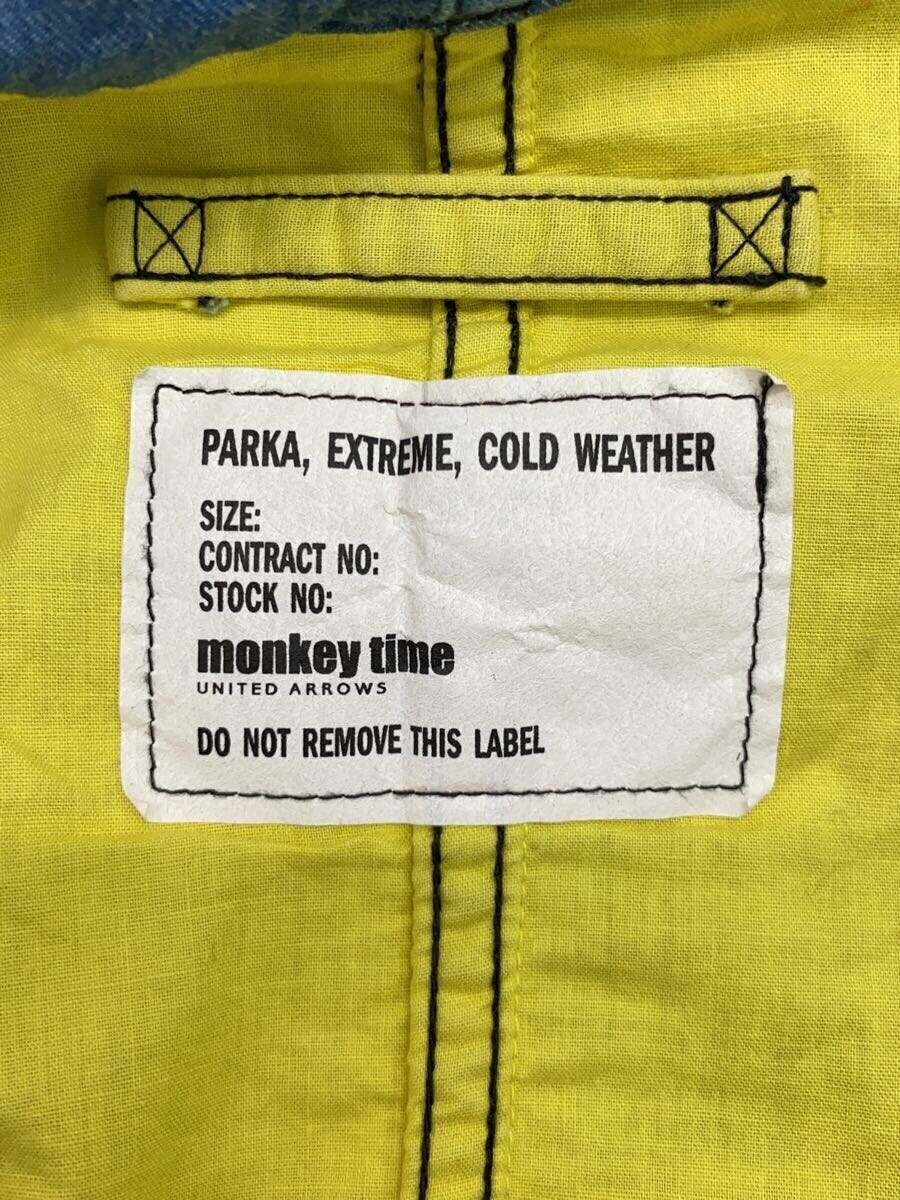 PARKA, EXTREME, COLD WEATHER
SIZE:
CONTRACT NO:
STOCK NO:
monkey time
UNITED ARROWS
DO NOT REMOVE THIS LABEL